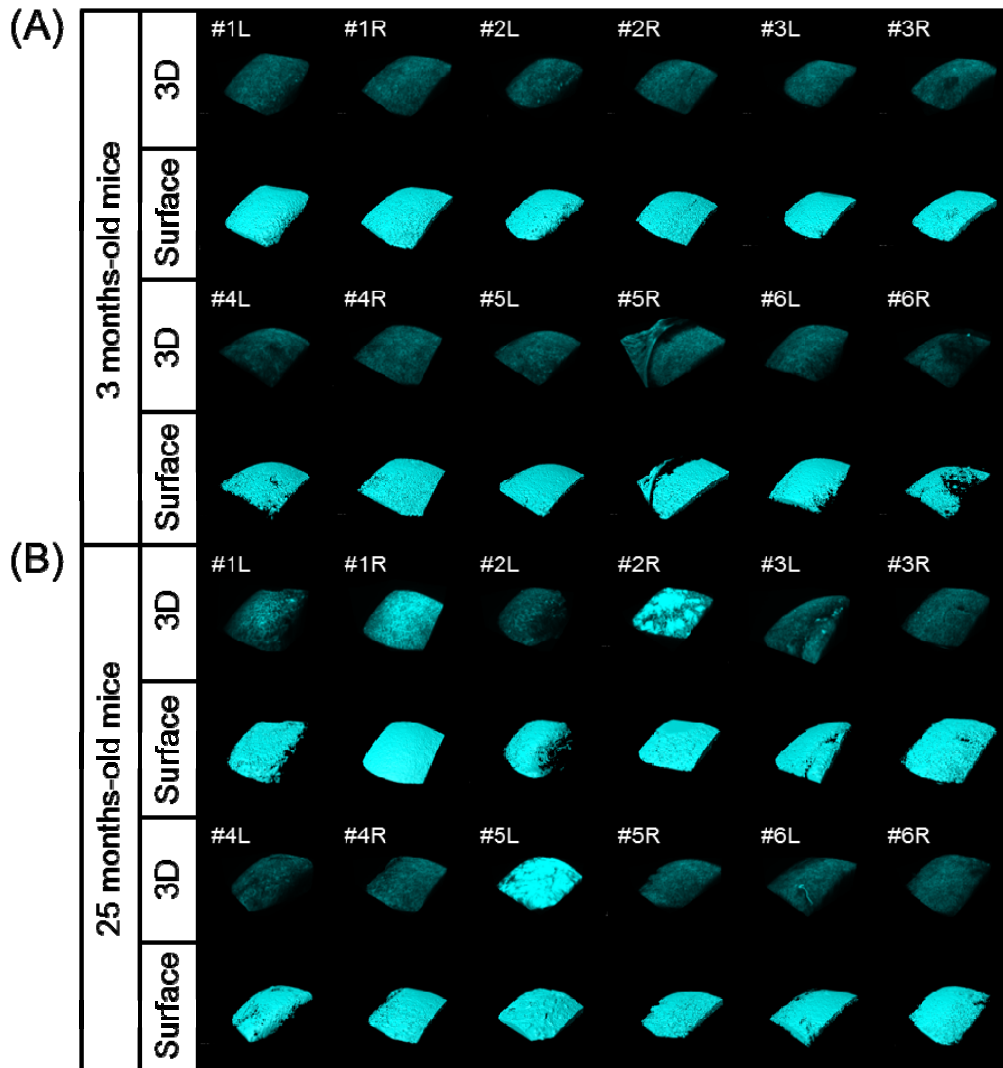 (A)
3 months-old mice
3D
#1L #1R #2L #2R #3L #3R
Surface
3D
#4L #4R #5L #5R #6L #6R
Surface
(B)
25 months-old mice
3D
#1L #1R #2L #2R #3L #3R
Surface
3D
#4L #4R #5L #5R #6L #6R
Surface